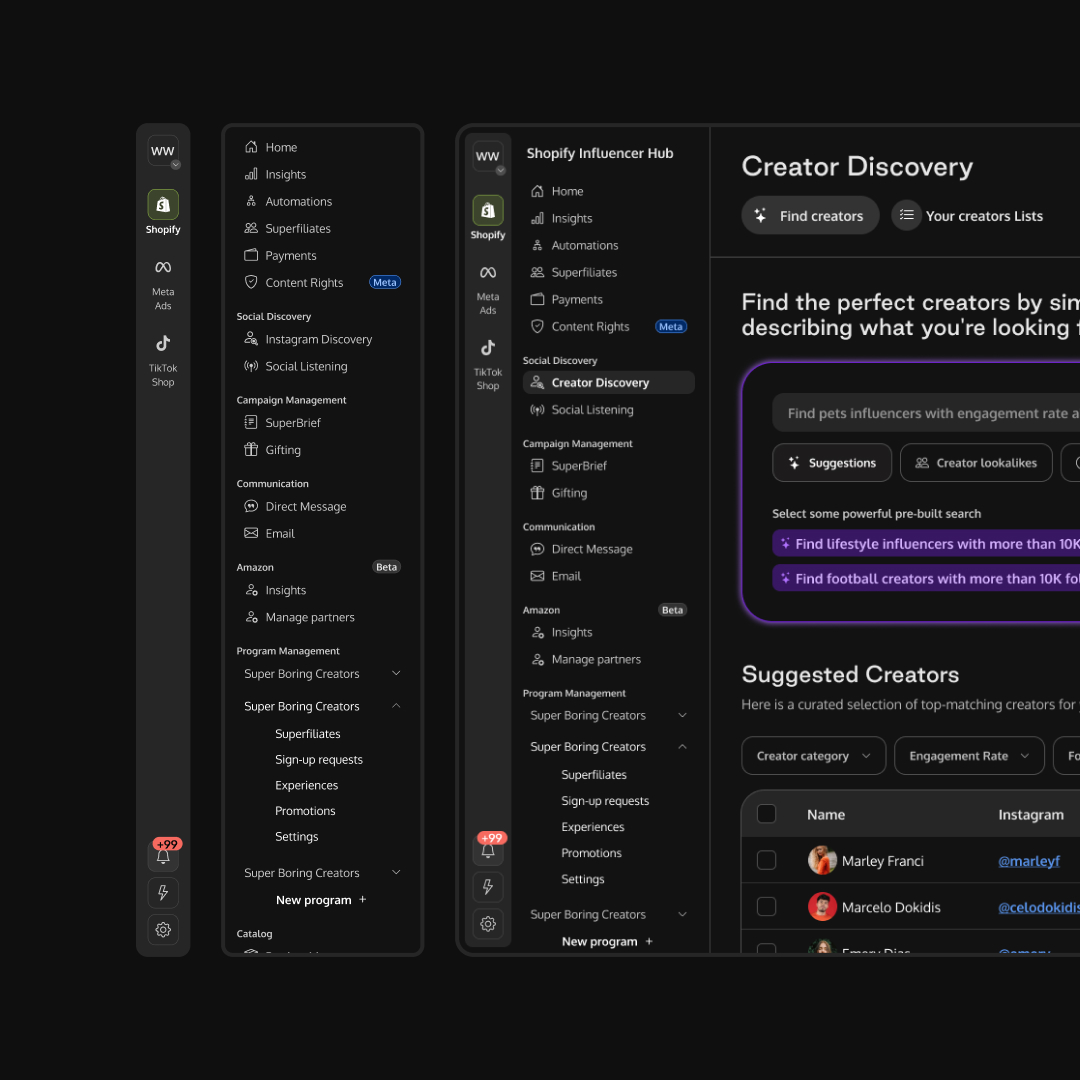 WW
Shopify
Meta
Ads
TikTok
Shop
+99
Home
Insights
Automations
Superfiliates
Payments
Content Rights Meta
Social Discovery
Instagram Discovery
Social Listening
Campaign Management
SuperBrief
Gifting
Communication
Direct Message
Email
Amazon Beta
Insights
Manage partners
Program Management
Super Boring Creators
Super Boring Creators
Superfiliates
Sign-up requests
Experiences
Promotions
Settings
Super Boring Creators
New program +
Catalog
WW
Shopify
Meta
Ads
TikTok
Shop
+99
Shopify Influencer Hub
Home
Insights
Automations
Superfiliates
Payments
Content Rights Meta
Social Discovery
Creator Discovery
Social Listening
Campaign Management
SuperBrief
Gifting
Communication
Direct Message
Email
Amazon Beta
Insights
Manage partners
Program Management
Super Boring Creators
Super Boring Creators
Superfiliates
Sign-up requests
Experiences
Promotions
Settings
Super Boring Creators
New program +
Creator Discovery
Find creators Your creators Lists
Find the perfect creators by
describing what you're looking
Find pets influencers with engagement rate
Suggestions Creator lookalikes
Select some powerful pre-built search
Find lifestyle influencers with more than 10K
Find football creators with more than 10K
Suggested Creators
Here is a curated selection of top-matching creators for
Creator category Engagement Rate
Name Instagram
Marley Franci @marleyf
Marcelo Dokidis @celodokidis
Emery Dias